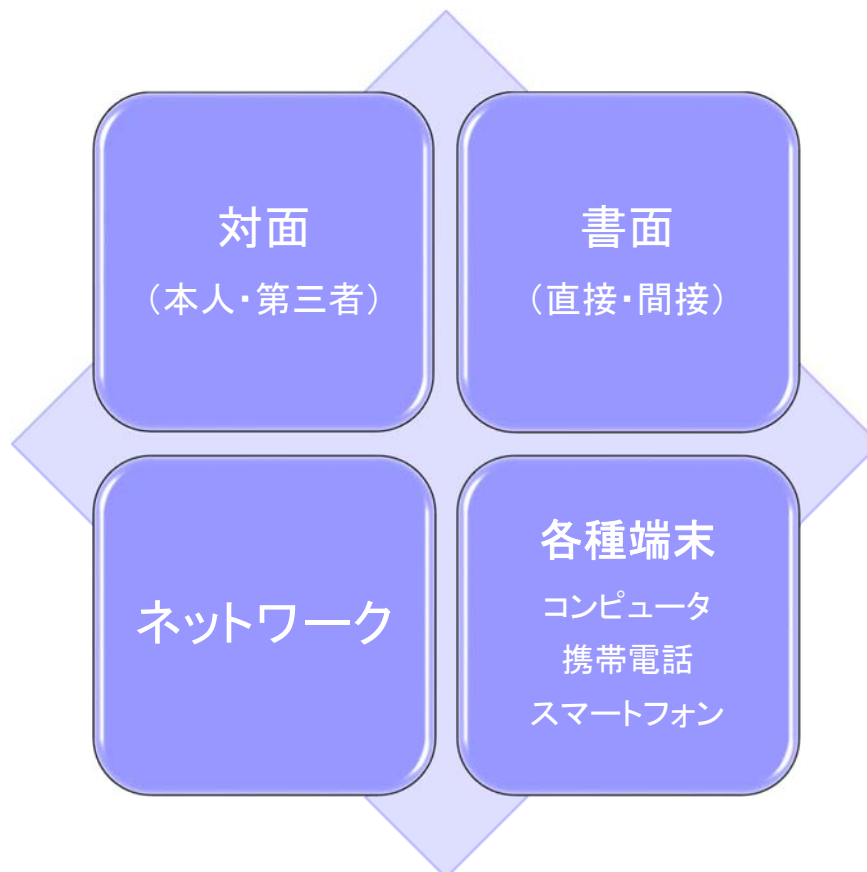 対面
（本人・第三者）
書面
（直接・間接）
ネットワーク
各種端末
コンピュータ
携帯電話
スマートフォン